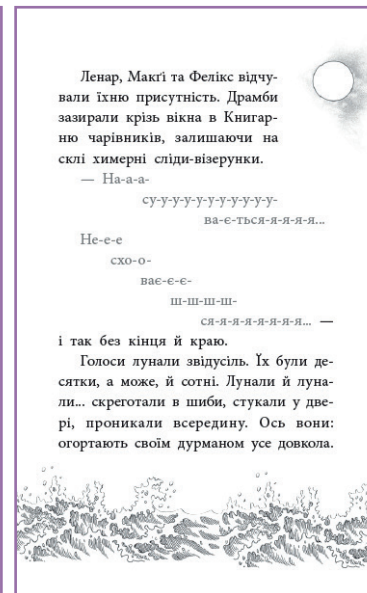 Ленар, Макґі та Фелікс відчу-
вали їхню присутність. Драмби
зазирали крізь вікна в Книгар-
ню чарівників, залишаючи на
склі химерні сліди-візерунки.
— На-а-а-
су-у-у-у-у-у-у-у-у-у-у-
ва-є-ться-я-я-я-я...
Не-е-е
схо-о-
ває-є-є-
ш-ш-ш-ш-
ся-я-я-я-я-я-я-я... —
і так без кінця й краю.
Голоси лунали звідусіль. Їх були де-
сятки, а може, й сотні. Лунали й луна-
ли... скреготали в шиби, стукали у две-
рі, проникали всередину. Ось вони:
огортають своїм дурманом усе довкола.